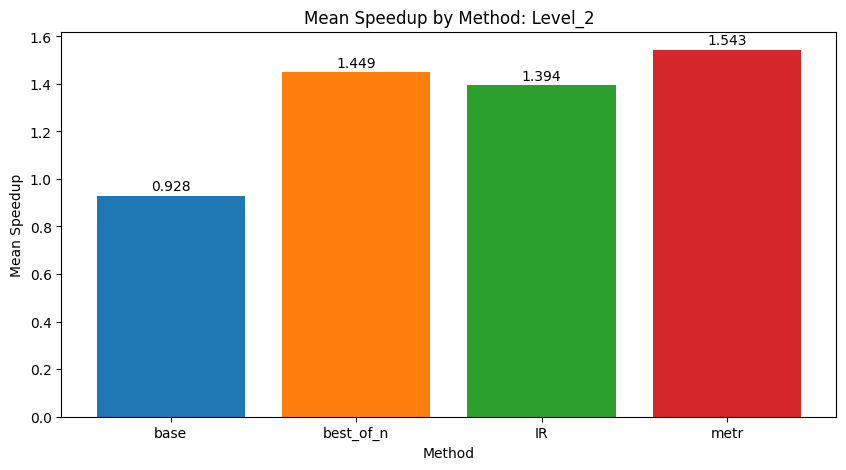 Mean Speedup by Method: Level_2
Mean Speedup
1.6
1.4
1.2
1.0
0.8
0.6
0.4
0.2
0.0
0.928
1.449
1.394
1.543
base
best_of_n
IR
metr
Method